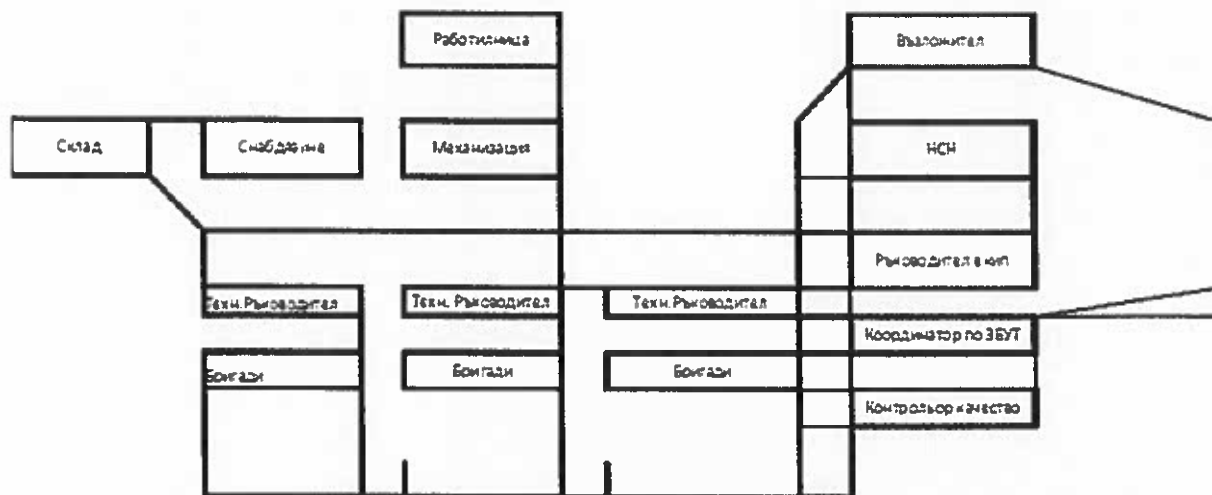 Работилница
Възложител
Склад
Снабдяване
Механизация
НСН
Ръководител екип
Техн. Ръководител
Техн. Ръководител
Техн. Ръководител
Координатор по ЗБУТ
Бригади
Бригади
Бригади
Контрольор качество